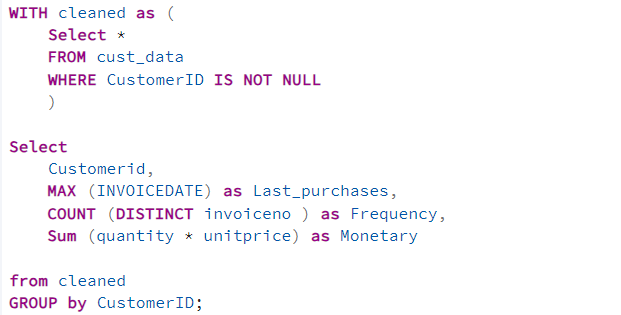 WITH cleaned as (
Select *
FROM cust_data
WHERE CustomerID IS NOT NULL
)
Select
Customerid,
MAX (INVOICEDATE) as Last_purchases,
COUNT (DISTINCT invoiceno ) as Frequency,
Sum (quantity * unitprice) as Monetary
from cleaned
GROUP by CustomerID;